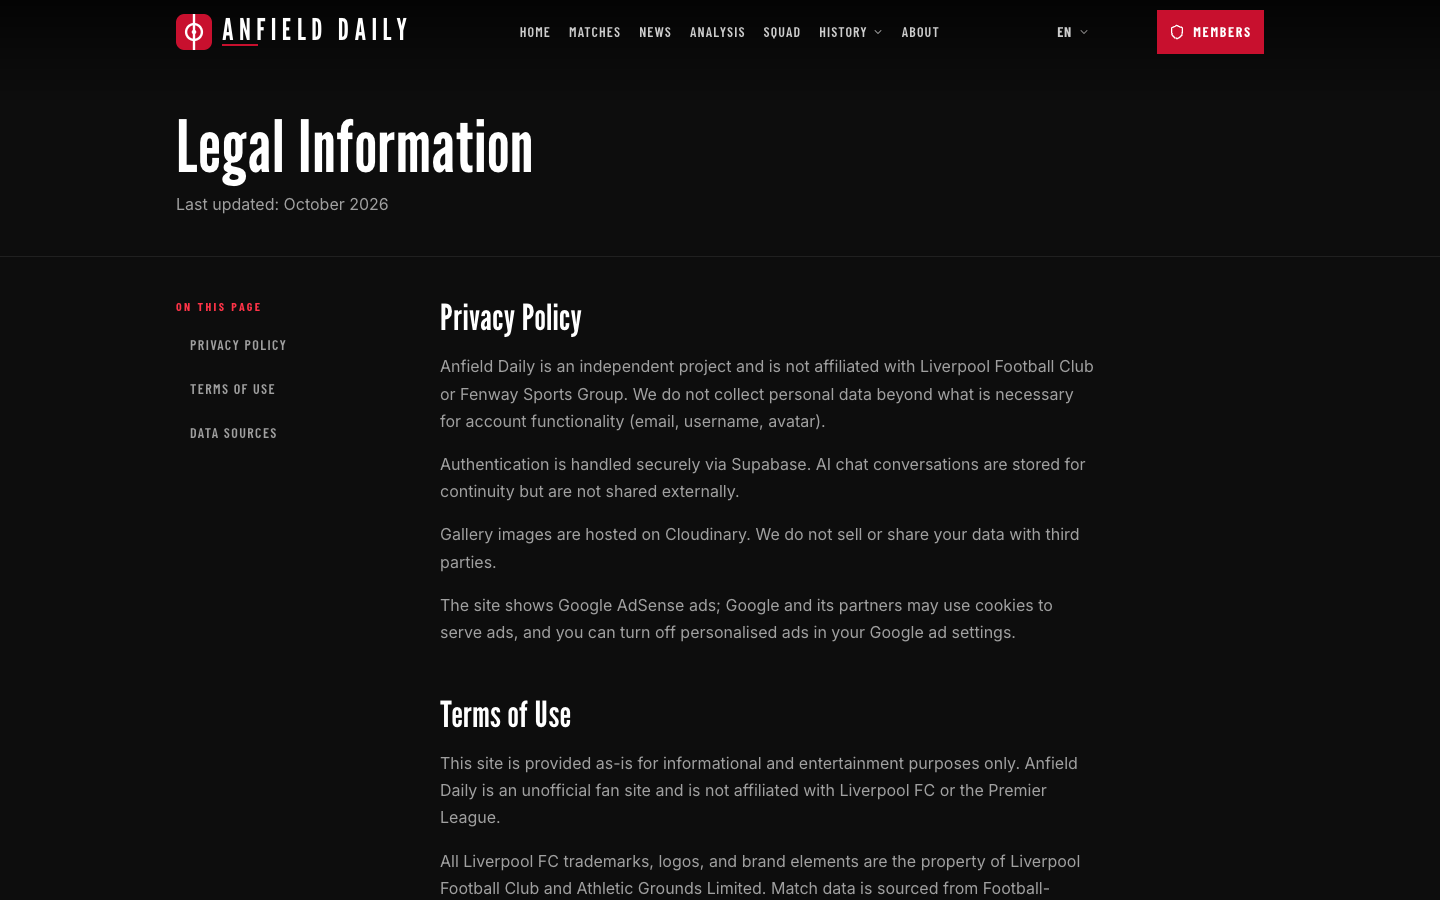 ANFIELD DAILY
HOME MATCHES NEWS ANALYSIS SQUAD HISTORY ABOUT EN MEMBERS
Legal Information
Last updated: October 2026
ON THIS PAGE
PRIVACY POLICY
TERMS OF USE
DATA SOURCES
Privacy Policy
Anfield Daily is an independent project and is not affiliated with Liverpool Football Club
or Fenway Sports Group. We do not collect personal data beyond what is necessary
for account functionality (email, username, avatar).
Authentication is handled securely via Supabase. AI chat conversations are stored for
continuity but are not shared externally.
Gallery images are hosted on Cloudinary. We do not sell or share your data with third
parties.
The site shows Google AdSense ads; Google and its partners may use cookies to
serve ads, and you can turn off personalised ads in your Google ad settings.
Terms of Use
This site is provided as-is for informational and entertainment purposes only. Anfield
Daily is an unofficial fan site and is not affiliated with Liverpool FC or the Premier
League.
All Liverpool FC trademarks, logos, and brand elements are the property of Liverpool
Football Club and Athletic Grounds Limited. Match data is sourced from Football-